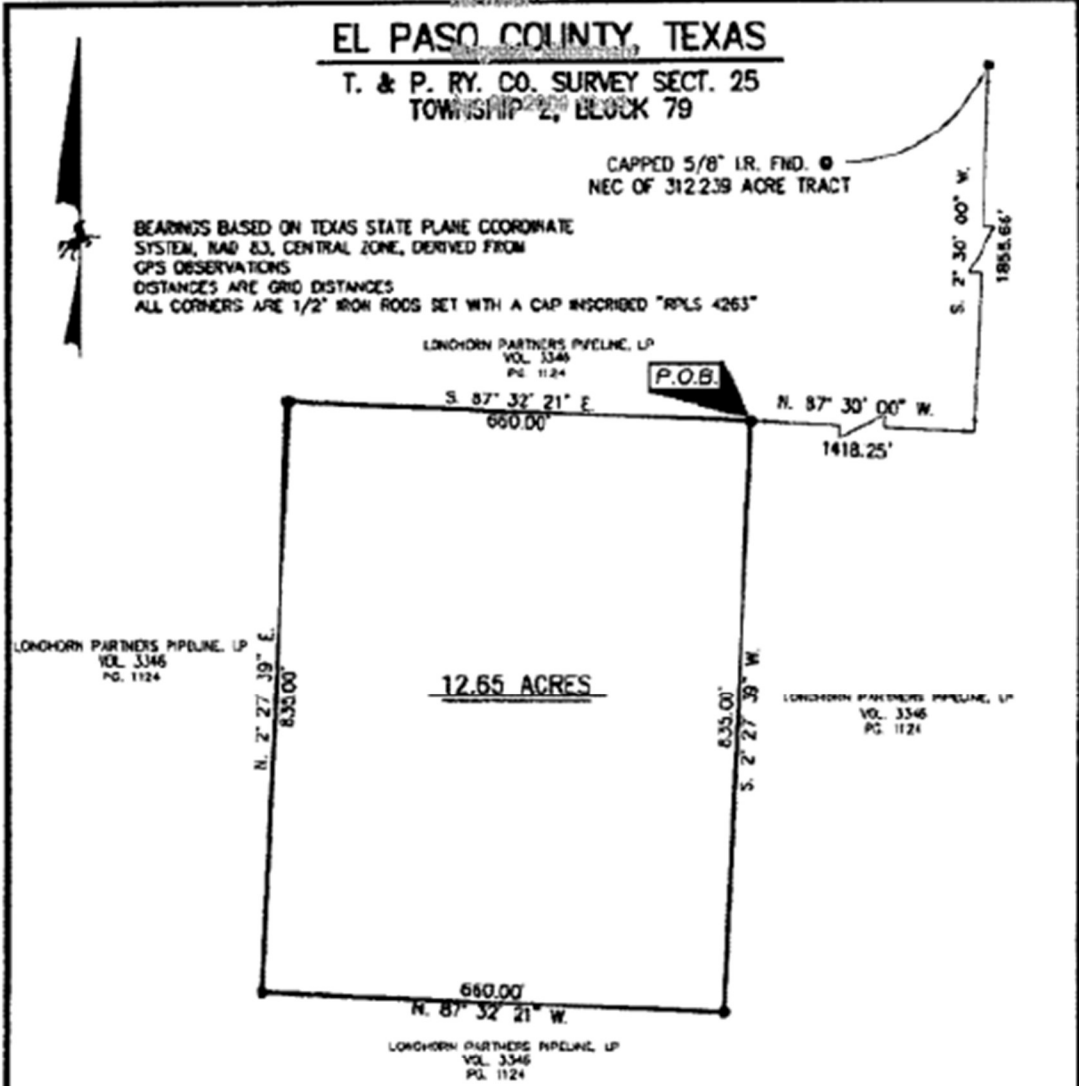 EL PASO COUNTY, TEXAS
T. & P. RY. CO. SURVEY SECT. 25
TOWNSHIP 2, BLOCK 79
CAPPED 5/8" I.R. FND.
NEC OF 312.239 ACRE TRACT
S. 2° 30' 00" W.
1858.66'
BEARINGS BASED ON TEXAS STATE PLANE COORDINATE
SYSTEM, NAD 83, CENTRAL ZONE, DERIVED FROM
GPS OBSERVATIONS
DISTANCES ARE GRID DISTANCES
ALL CORNERS ARE 1/2" IRON RODS SET WITH A CAP INSCRIBED "RPLS 4263"
LONGHORN PARTNERS PIPELINE, LP
VOL. 3346
PG. 1124
P.O.B.
S. 87° 32' 21" E.
660.00'
N. 87° 30' 00" W.
1418.25'
LONGHORN PARTNERS PIPELINE, LP
VOL. 3346
PG. 1124
N. 2° 27' 39" E.
835.00'
12.65 ACRES
835.00'
S. 2° 27' 39" W.
LONGHORN PARTNERS PIPELINE, LP
VOL. 3346
PG. 1124
660.00'
N. 87° 32' 21" W.
LONGHORN PARTNERS PIPELINE, LP
VOL. 3346
PG. 1124